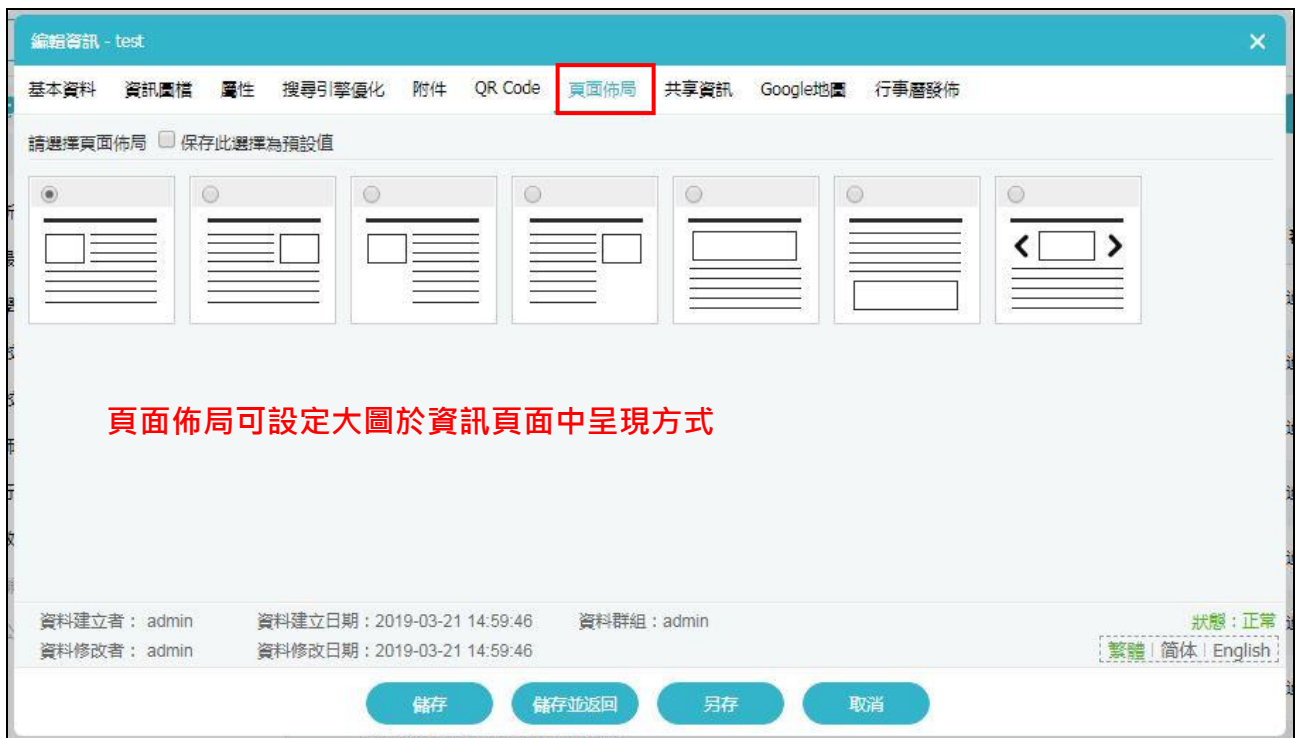 編輯資訊 - test
基本資料 資訊圖檔 屬性 搜尋引擎優化 附件 QR Code 頁面佈局 共享資訊 Google地圖 行事曆發佈
請選擇頁面佈局 保存此選擇為預設值
頁面佈局可設定大圖於資訊頁面中呈現方式
資料建立者： admin 資料建立日期：2019-03-21 14:59:46 資料群組：admin 狀態：正常
資料修改者： admin 資料修改日期：2019-03-21 14:59:46 繁體 | 简体 | English
儲存 儲存並返回 另存 取消